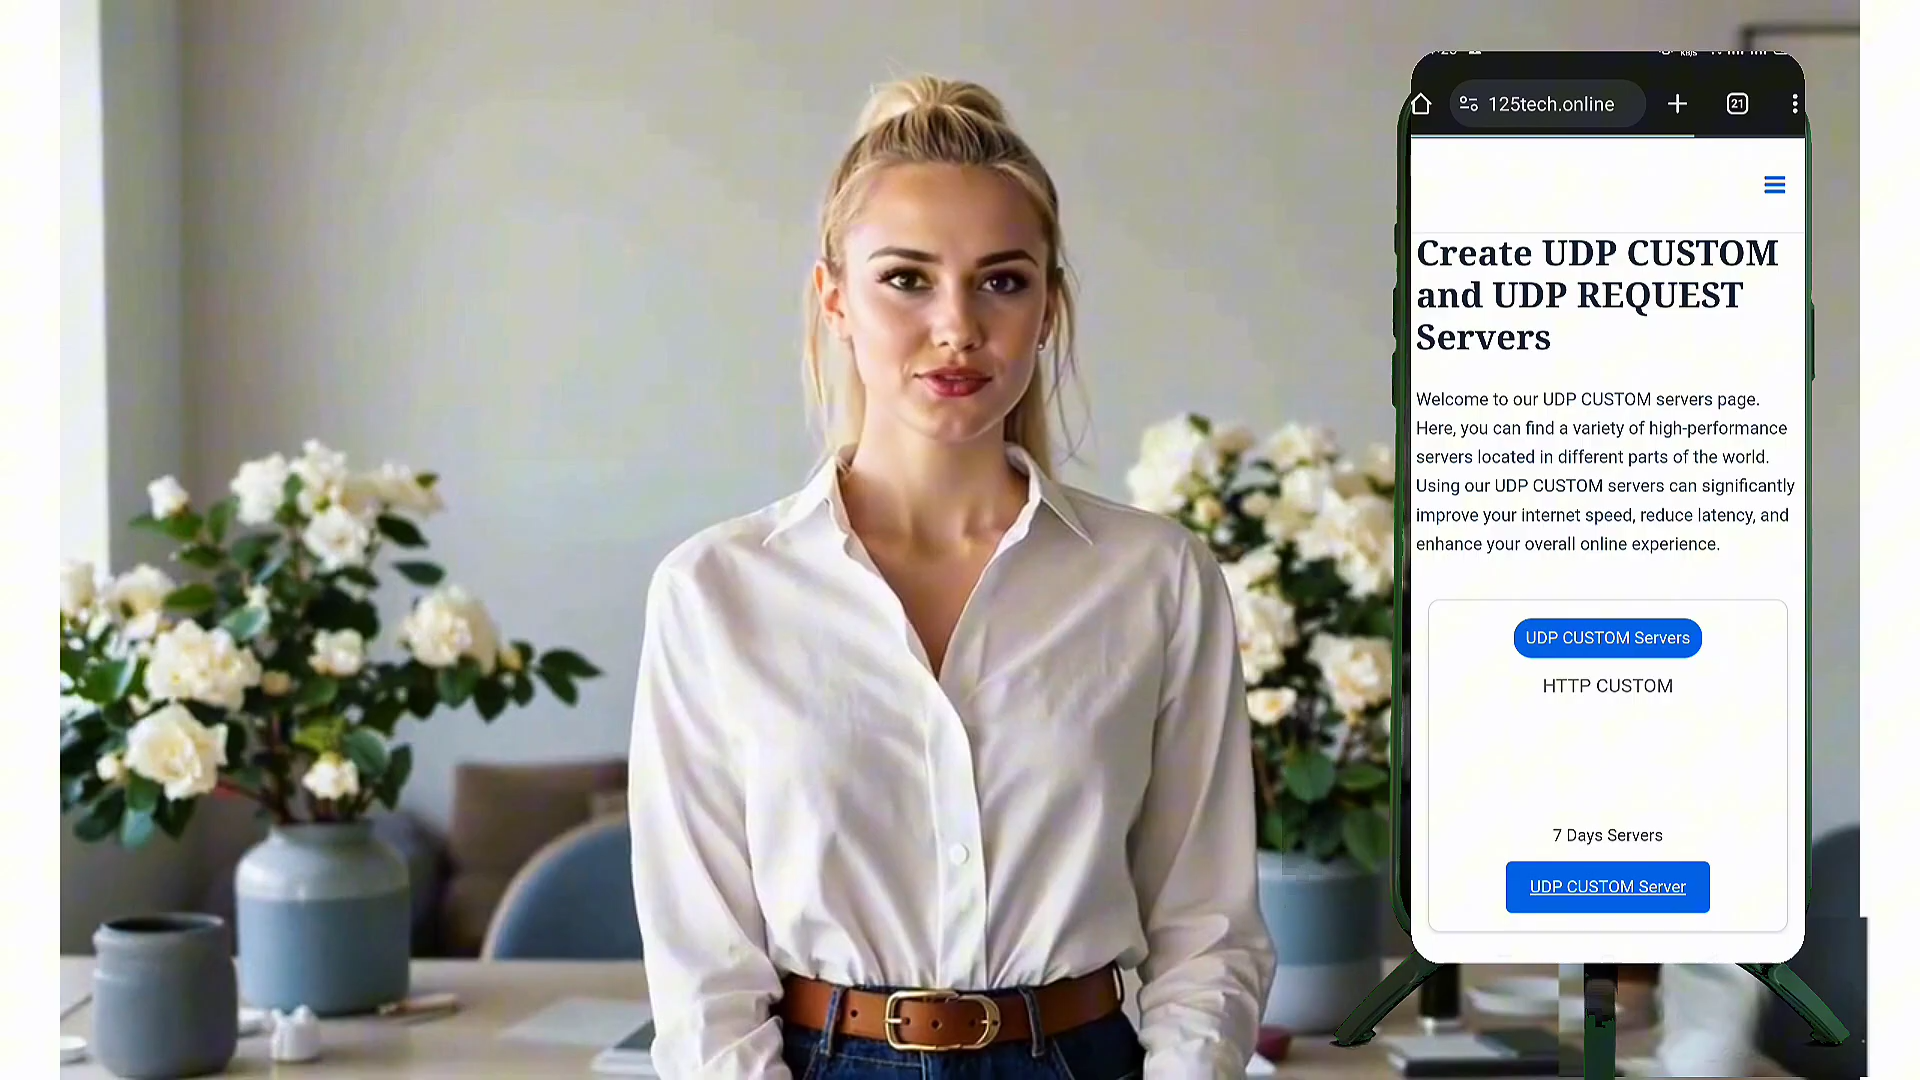 125tech.online
21
Create UDP CUSTOM
and UDP REQUEST
Servers
Welcome to our UDP CUSTOM servers page.
Here, you can find a variety of high-performance
servers located in different parts of the world.
Using our UDP CUSTOM servers can significantly
improve your internet speed, reduce latency, and
enhance your overall online experience.
UDP CUSTOM Servers
HTTP CUSTOM
7 Days Servers
UDP CUSTOM Server